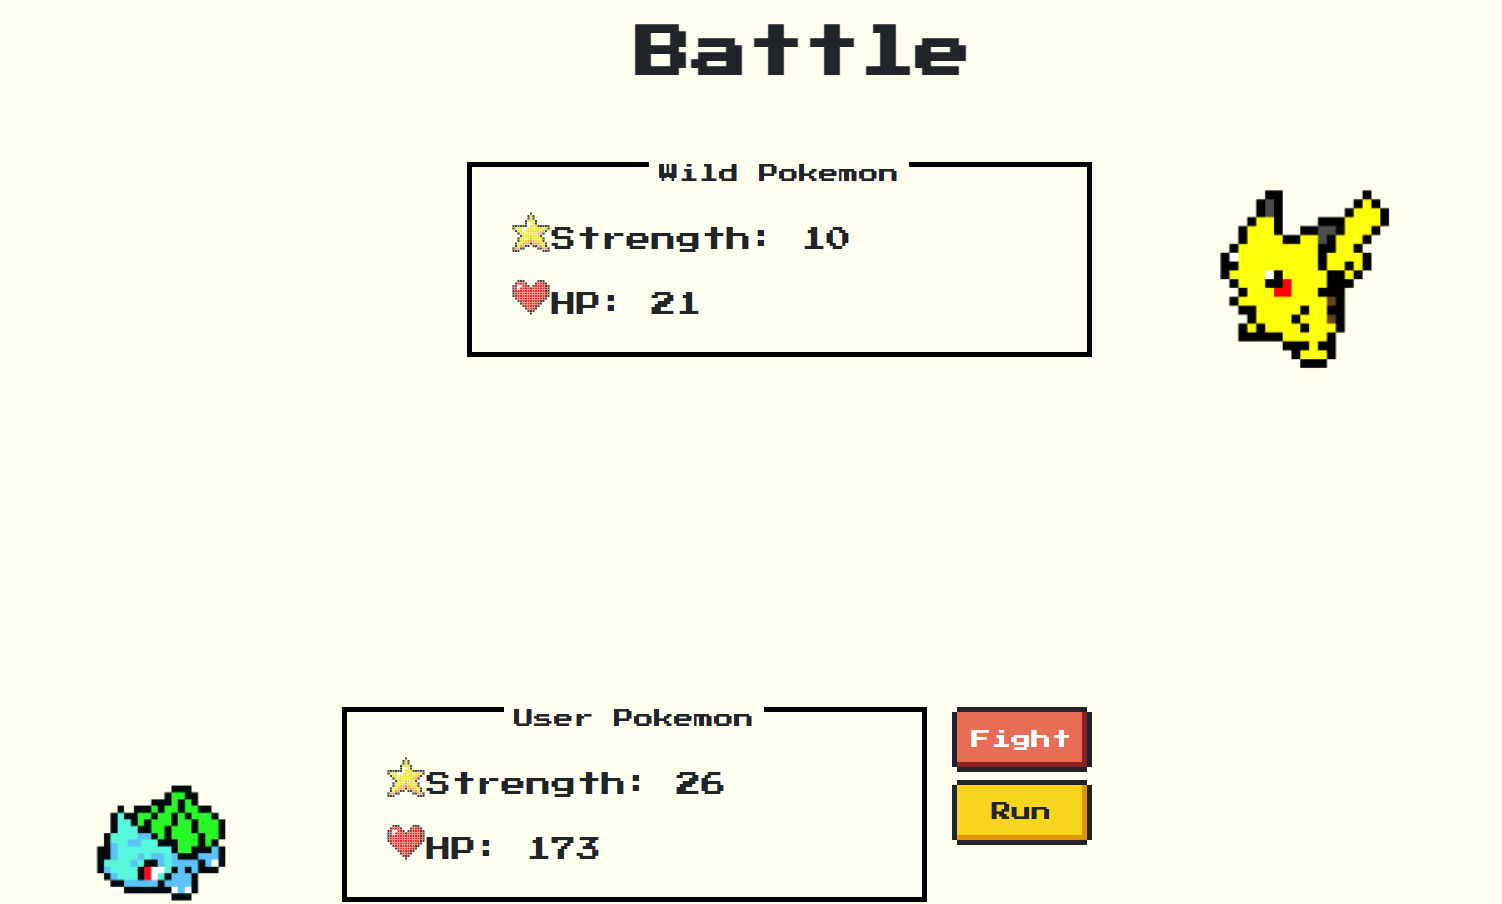 Battle
Wild Pokemon
Strength: 10
HP: 21
User Pokemon
Strength: 26
HP: 173
Fight
Run